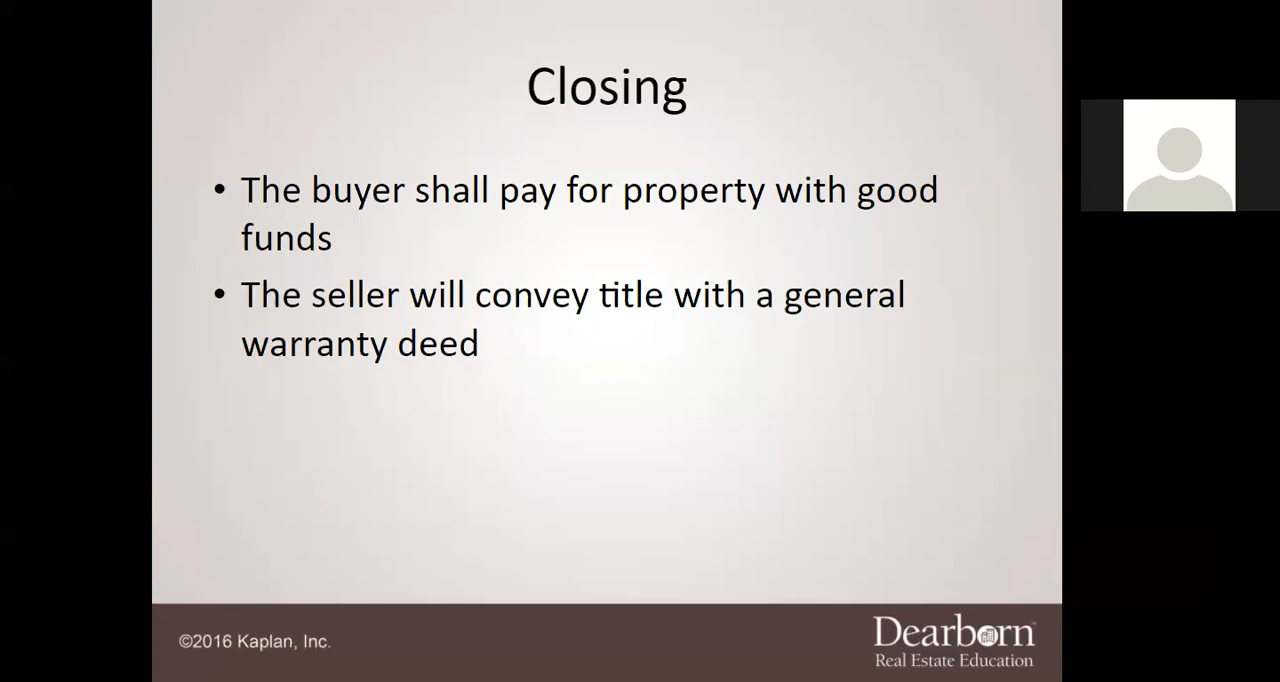 Closing
• The buyer shall pay for property with good
funds
• The seller will convey title with a general
warranty deed
©2016 Kaplan, Inc.
Dearborn™
Real Estate Education